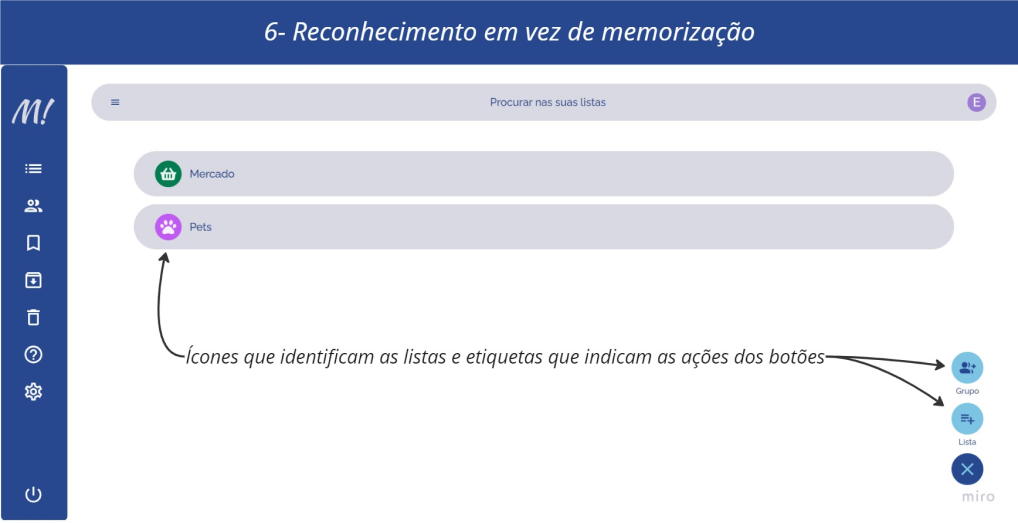 6- Reconhecimento em vez de memorização
M!
Procurar nas suas listas
E
Mercado
Pets
Ícones que identificam as listas e etiquetas que indicam as ações dos botões
Grupo
Lista
miro